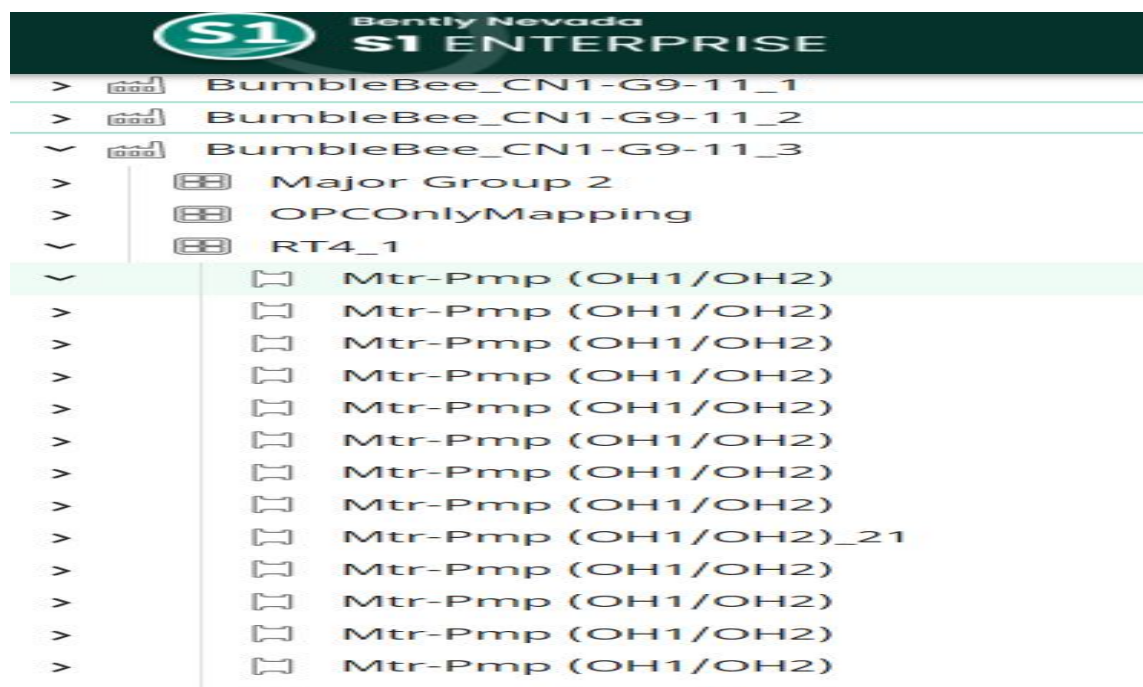 S1
Bently Nevada
S1 ENTERPRISE
BumbleBee_CN1-G9-11_1
BumbleBee_CN1-G9-11_2
BumbleBee_CN1-G9-11_3
Major Group 2
OPCOnlyMapping
RT4_1
Mtr-Pmp (OH1/OH2)
Mtr-Pmp (OH1/OH2)
Mtr-Pmp (OH1/OH2)
Mtr-Pmp (OH1/OH2)
Mtr-Pmp (OH1/OH2)
Mtr-Pmp (OH1/OH2)
Mtr-Pmp (OH1/OH2)
Mtr-Pmp (OH1/OH2)
Mtr-Pmp (OH1/OH2)_21
Mtr-Pmp (OH1/OH2)
Mtr-Pmp (OH1/OH2)
Mtr-Pmp (OH1/OH2)
Mtr-Pmp (OH1/OH2)